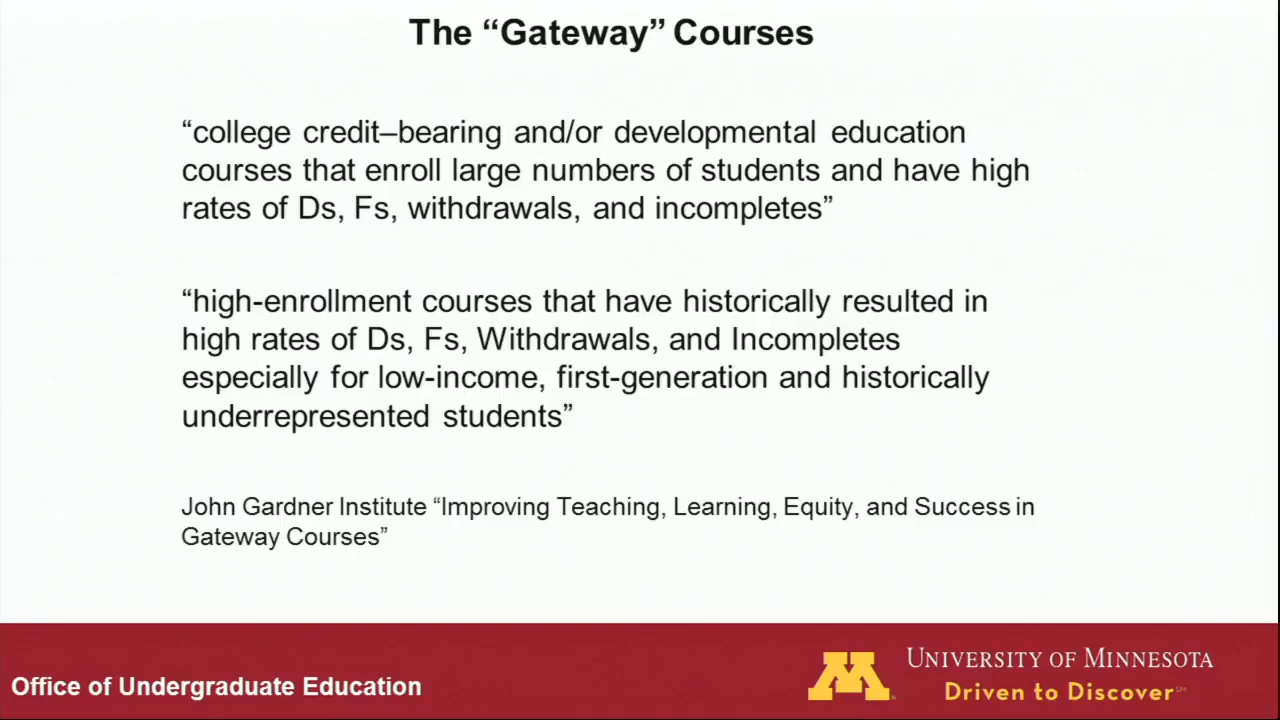 The “Gateway” Courses
“college credit–bearing and/or developmental education
courses that enroll large numbers of students and have high
rates of Ds, Fs, withdrawals, and incompletes”
“high-enrollment courses that have historically resulted in
high rates of Ds, Fs, Withdrawals, and Incompletes
especially for low-income, first-generation and historically
underrepresented students”
John Gardner Institute “Improving Teaching, Learning, Equity, and Success in
Gateway Courses”
Office of Undergraduate Education
M
UNIVERSITY OF MINNESOTA
Driven to Discover℠